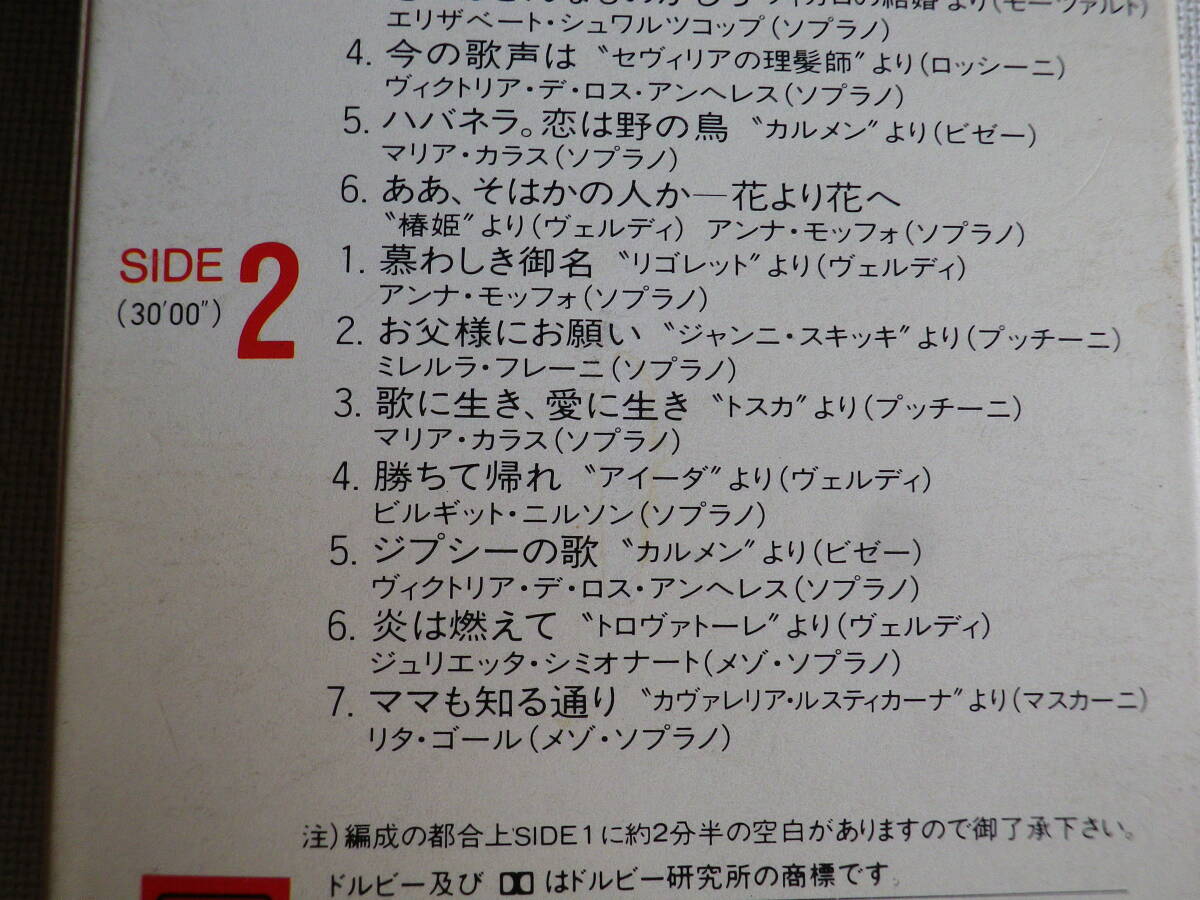 より(モーツァルト)
エリザベート・シュワルツコップ(ソプラノ)
4. 今の歌声は 〝セヴィリアの理髪師〟より(ロッシーニ)
ヴィクトリア・デ・ロス・アンヘレス(ソプラノ)
5. ハバネラ。恋は野の鳥 〝カルメン〟より(ビゼー)
マリア・カラス(ソプラノ)
6. ああ、そはかの人か—花より花へ
〝椿姫〟より(ヴェルディ) アンナ・モッフォ(ソプラノ)
SIDE 2
(30′00″)
1. 慕わしき御名 〝リゴレット〟より(ヴェルディ)
アンナ・モッフォ(ソプラノ)
2. お父様にお願い 〝ジャンニ・スキッキ〟より(プッチーニ)
ミレルラ・フレーニ(ソプラノ)
3. 歌に生き、愛に生き 〝トスカ〟より(プッチーニ)
マリア・カラス(ソプラノ)
4. 勝ちて帰れ 〝アイーダ〟より(ヴェルディ)
ビルギット・ニルソン(ソプラノ)
5. ジプシーの歌 〝カルメン〟より(ビゼー)
ヴィクトリア・デ・ロス・アンヘレス(ソプラノ)
6. 炎は燃えて 〝トロヴァトーレ〟より(ヴェルディ)
ジュリエッタ・シミオナート(メゾ・ソプラノ)
7. ママも知る通り 〝カヴァレリア・ルスティカーナ〟より(マスカーニ)
リタ・ゴール(メゾ・ソプラノ)
注)編成の都合上SIDE1に約2分半の空白がありますので御了承下さい。
ドルビー及び はドルビー研究所の商標です。